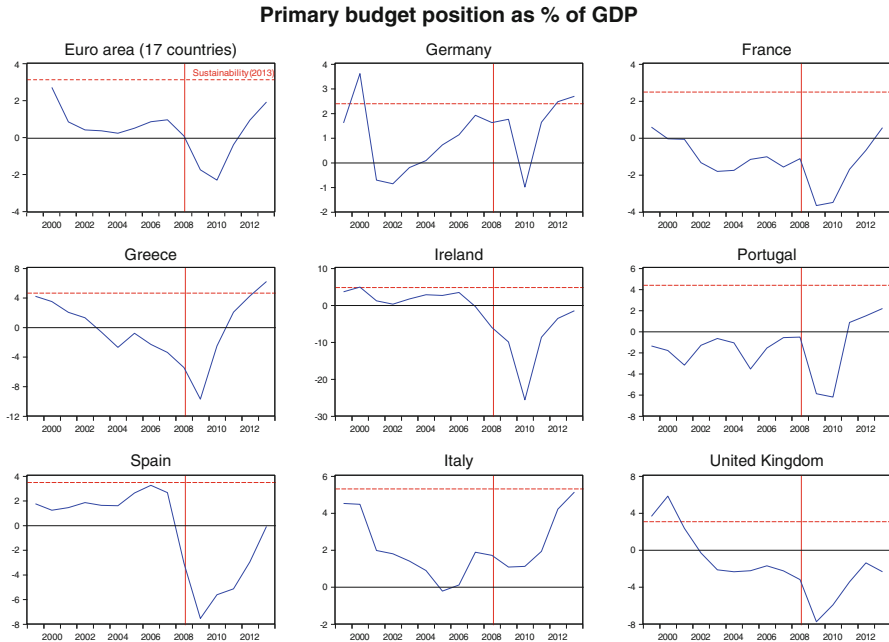 Primary budget position as % of GDP
Euro area (17 countries)
Germany
France
4
2
0
-2
-4
Sustainability(2013)
2000 2002 2004 2006 2008 2010 2012
4
3
2
1
0
-1
-2
2000 2002 2004 2006 2008 2010 2012
4
2
0
-2
-4
2000 2002 2004 2006 2008 2010 2012
Greece
Ireland
Portugal
8
4
0
-4
-8
-12
2000 2002 2004 2006 2008 2010 2012
10
0
-10
-20
-30
2000 2002 2004 2006 2008 2010 2012
6
4
2
0
-2
-4
-6
-8
2000 2002 2004 2006 2008 2010 2012
Spain
Italy
United Kingdom
4
2
0
-2
-4
-6
-8
2000 2002 2004 2006 2008 2010 2012
6
4
2
0
-2
2000 2002 2004 2006 2008 2010 2012
8
4
0
-4
-8
2000 2002 2004 2006 2008 2010 2012